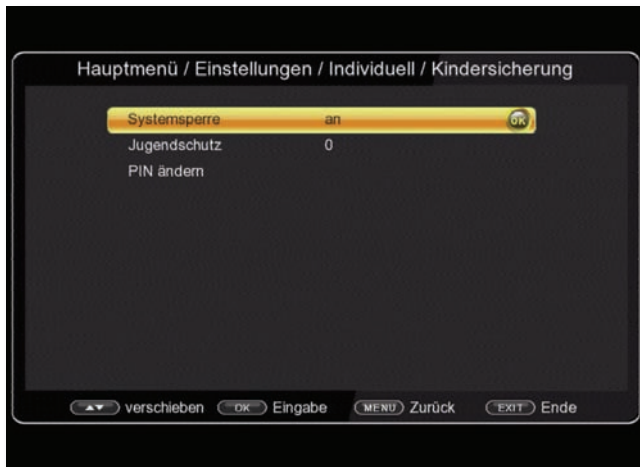 Hauptmenü / Einstellungen / Individuell / Kindersicherung
Systemsperre an OK
Jugendschutz 0
PIN ändern
▲▼ verschieben OK Eingabe MENU Zurück EXIT Ende